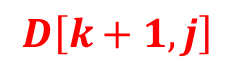 D[k + 1, j]